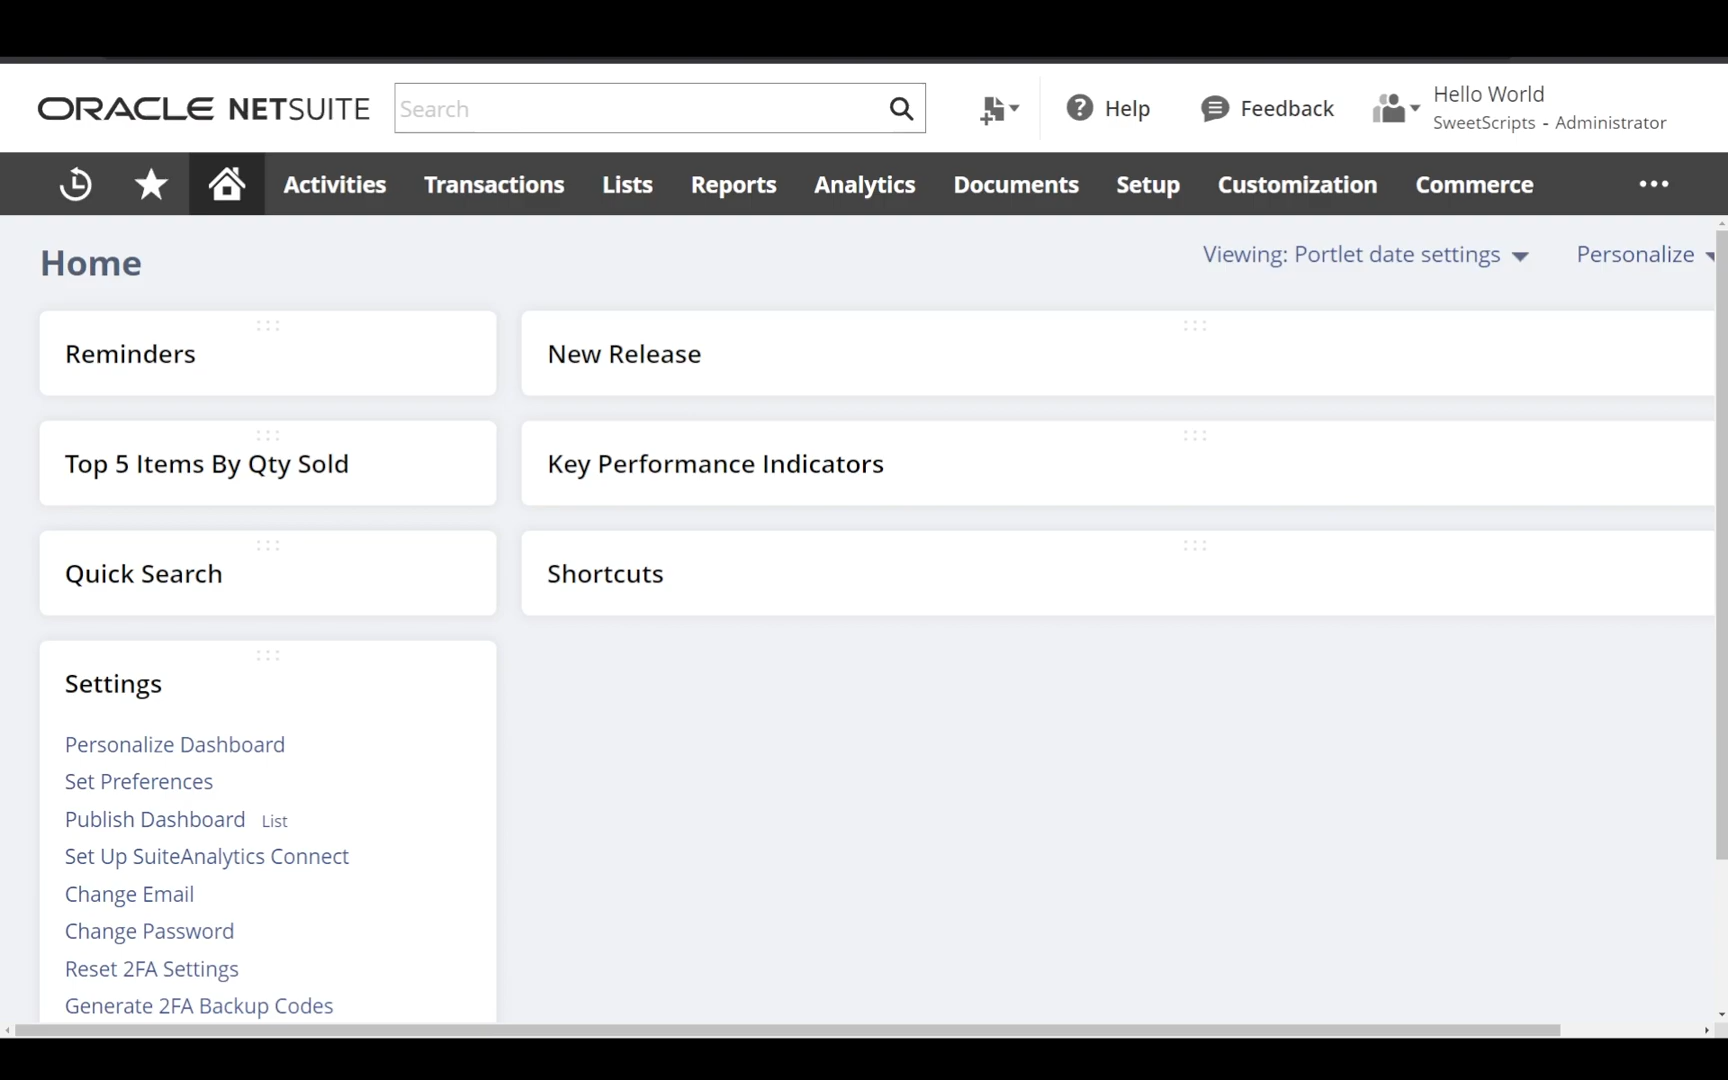 ORACLE NETSUITE
Search
Help
Feedback
Hello World
SweetScripts - Administrator
Activities
Transactions
Lists
Reports
Analytics
Documents
Setup
Customization
Commerce
Home
Viewing: Portlet date settings
Personalize
Reminders
New Release
Top 5 Items By Qty Sold
Key Performance Indicators
Quick Search
Shortcuts
Settings
Personalize Dashboard
Set Preferences
Publish Dashboard List
Set Up SuiteAnalytics Connect
Change Email
Change Password
Reset 2FA Settings
Generate 2FA Backup Codes